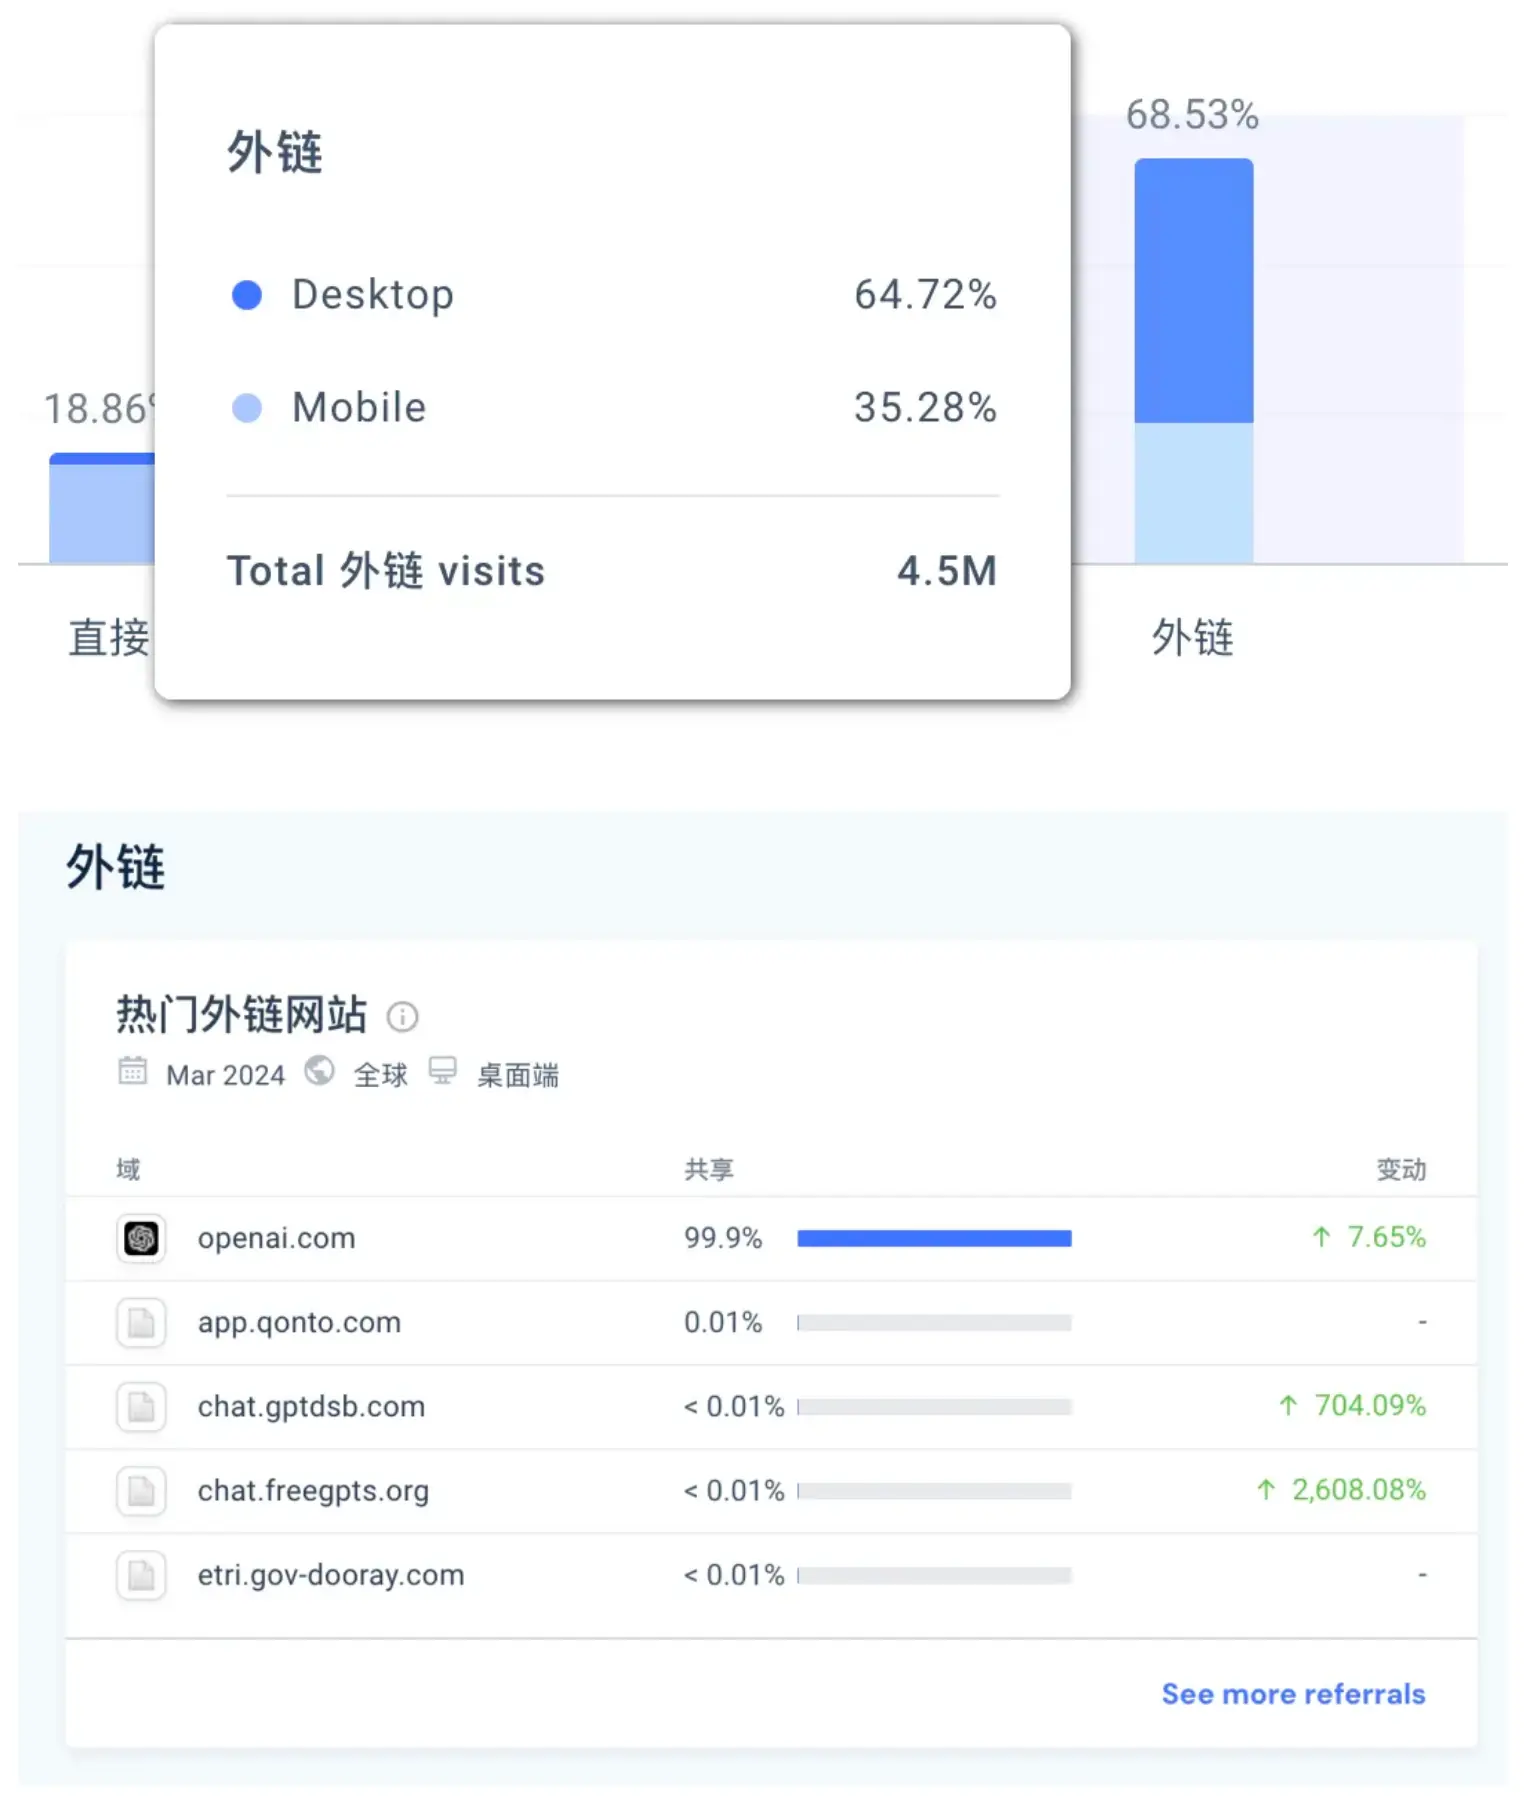 外链
68.53%
Desktop 64.72%
18.86%
Mobile 35.28%
Total 外链 visits 4.5M
直接
外链
外链
热门外链网站
Mar 2024 全球 桌面端
域 共享 变动
openai.com 99.9% ↑ 7.65%
app.qonto.com 0.01% -
chat.gptdsb.com < 0.01% ↑ 704.09%
chat.freegpts.org < 0.01% ↑ 2,608.08%
etri.gov-dooray.com < 0.01% -
See more referrals